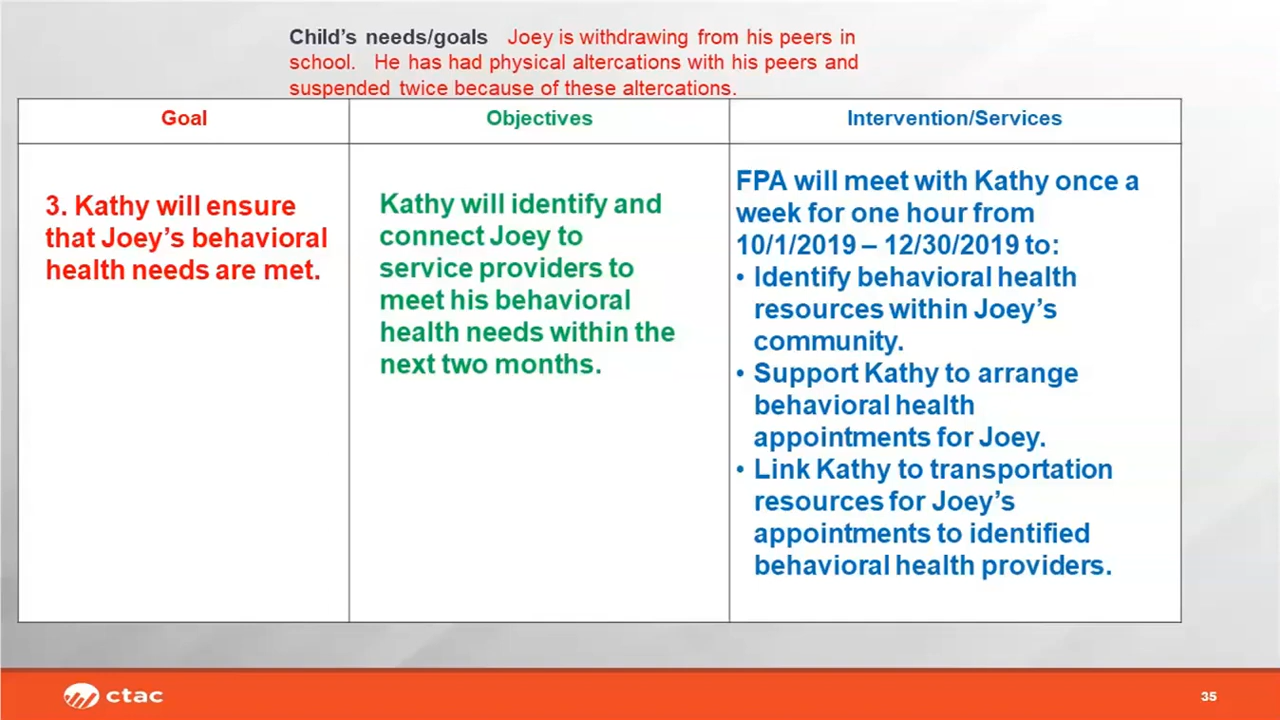 Child's needs/goals Joey is withdrawing from his peers in
school. He has had physical altercations with his peers and
suspended twice because of these altercations.
Goal
Objectives
Intervention/Services
3. Kathy will ensure
that Joey's behavioral
health needs are met.
Kathy will identify and
connect Joey to
service providers to
meet his behavioral
health needs within the
next two months.
FPA will meet with Kathy once a
week for one hour from
10/1/2019 – 12/30/2019 to:
• Identify behavioral health
resources within Joey's
community.
• Support Kathy to arrange
behavioral health
appointments for Joey.
• Link Kathy to transportation
resources for Joey's
appointments to identified
behavioral health providers.
ctac
35